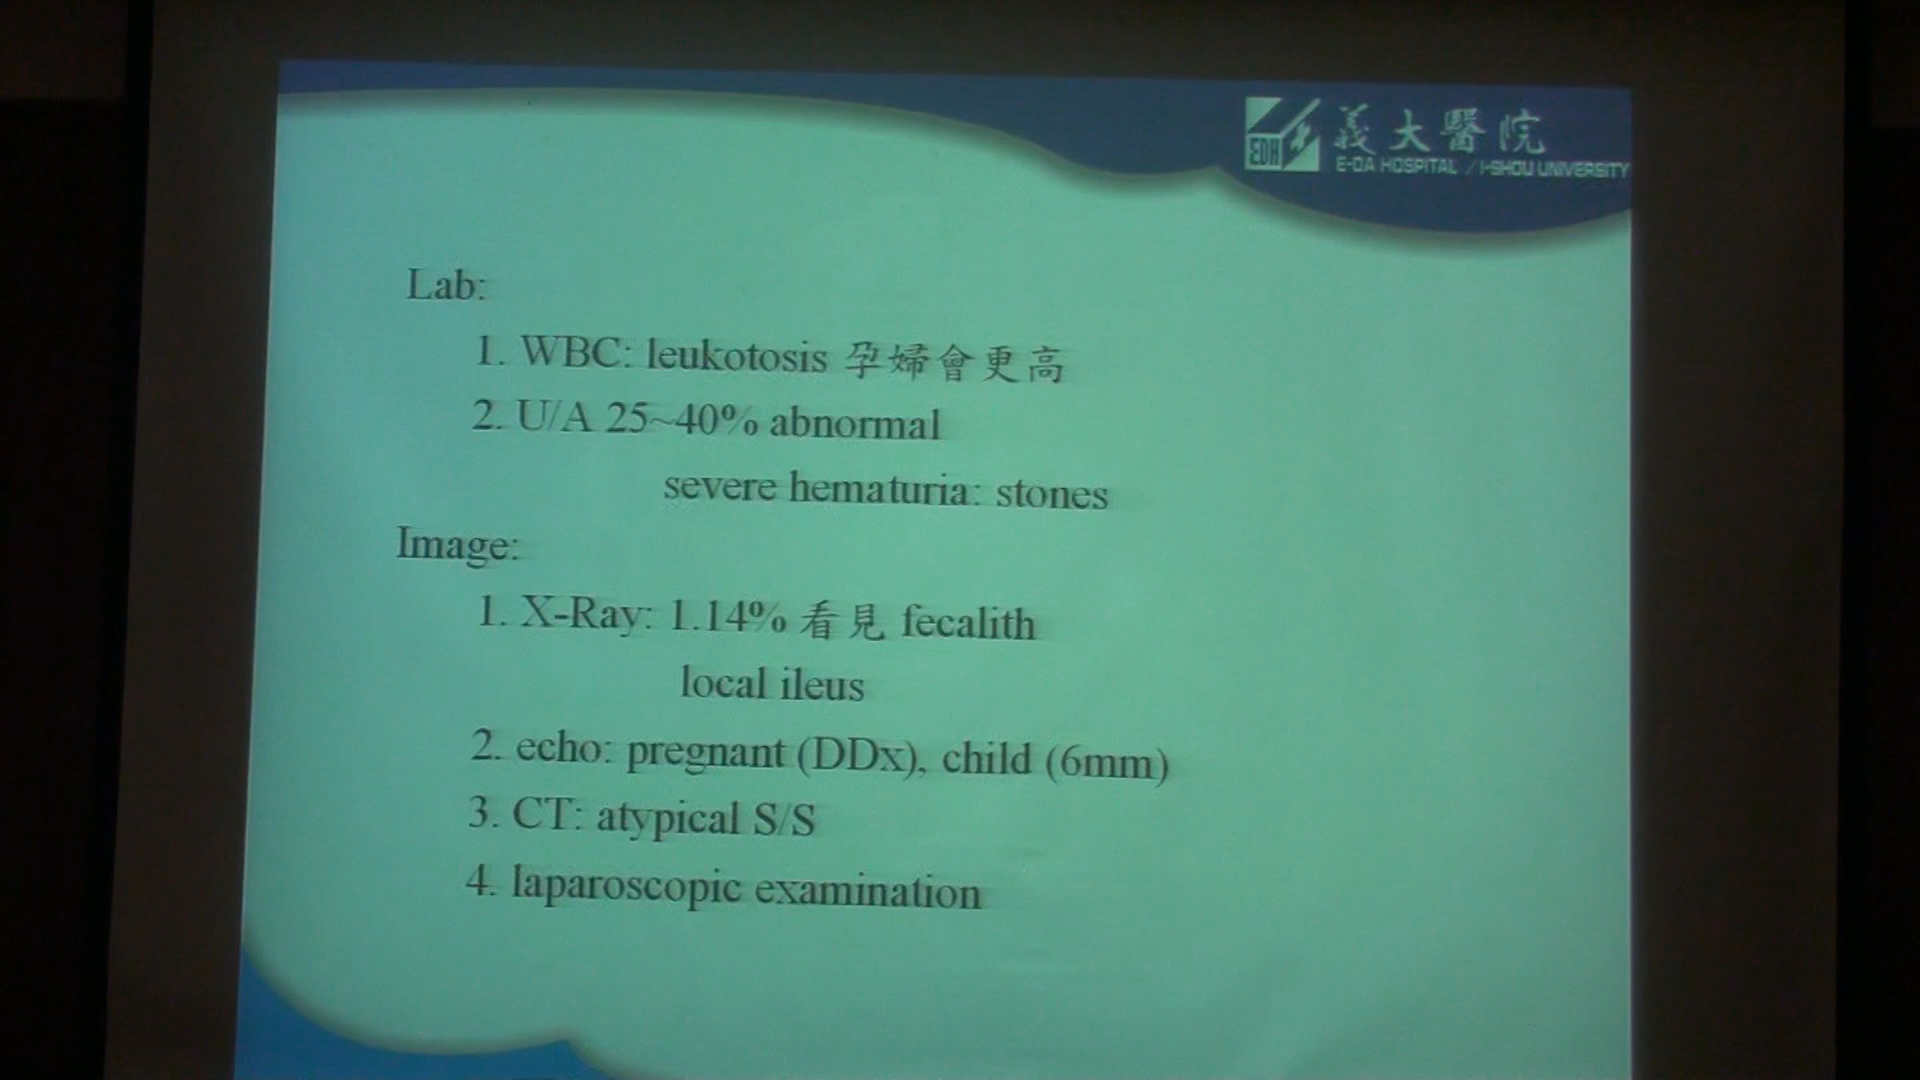 EDH 義大醫院
E-DA HOSPITAL / I-SHOU UNIVERSITY
Lab:
1. WBC: leukotosis 孕婦會更高
2. U/A 25~40% abnormal
severe hematuria: stones
Image:
1. X-Ray: 1.14% 看見 fecalith
local ileus
2. echo: pregnant (DDx), child (6mm)
3. CT: atypical S/S
4. laparoscopic examination